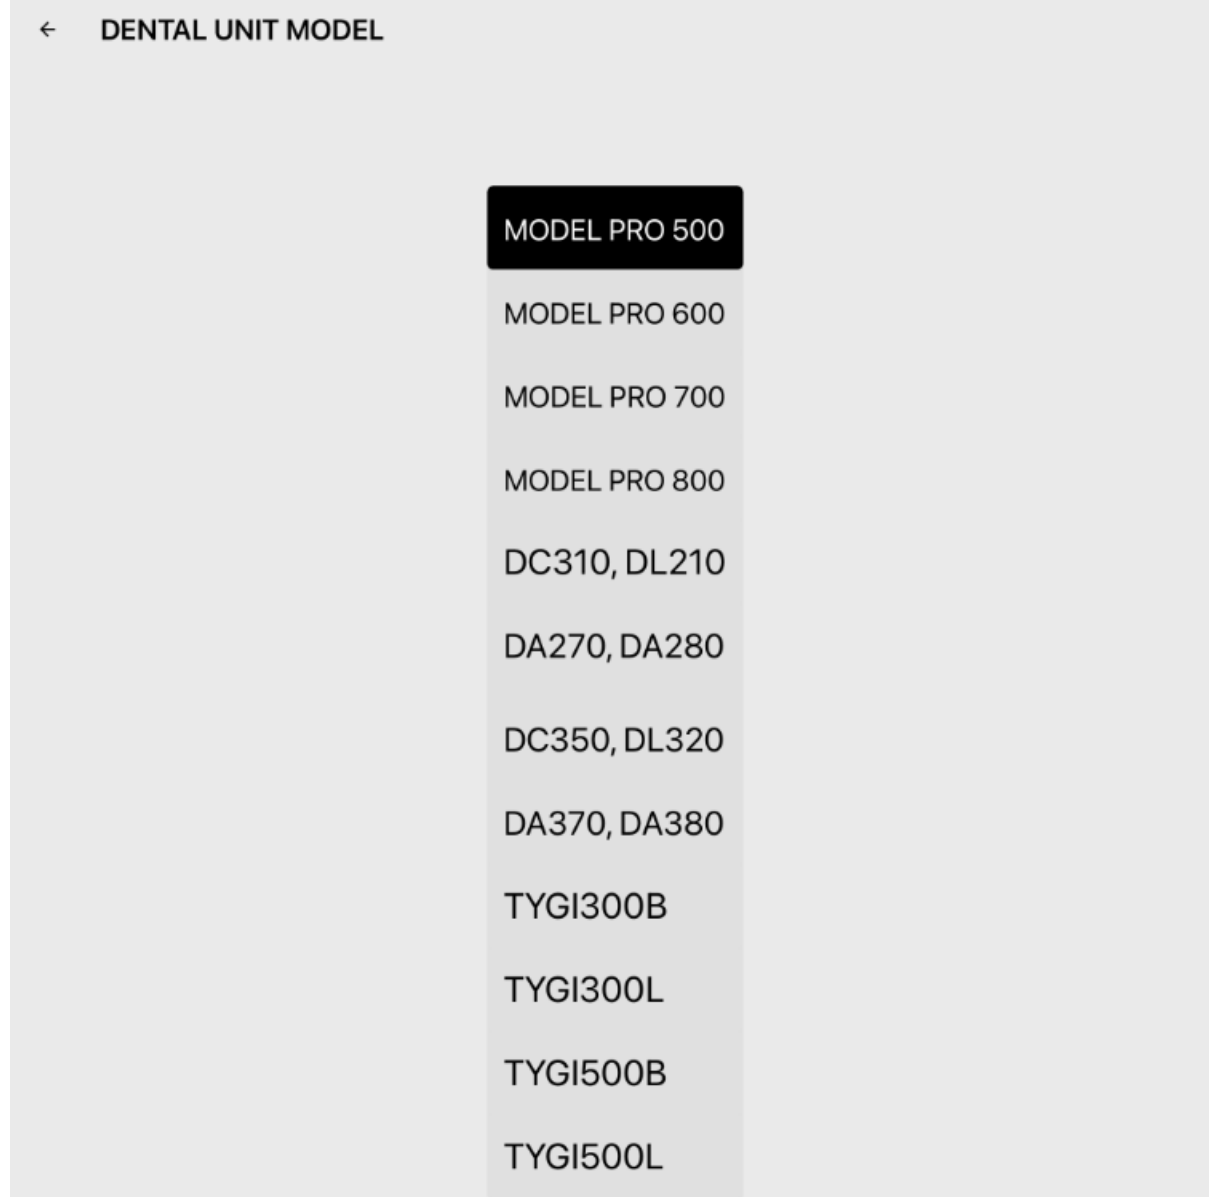 ← DENTAL UNIT MODEL
MODEL PRO 500
MODEL PRO 600
MODEL PRO 700
MODEL PRO 800
DC310, DL210
DA270, DA280
DC350, DL320
DA370, DA380
TYGI300B
TYGI300L
TYGI500B
TYGI500L